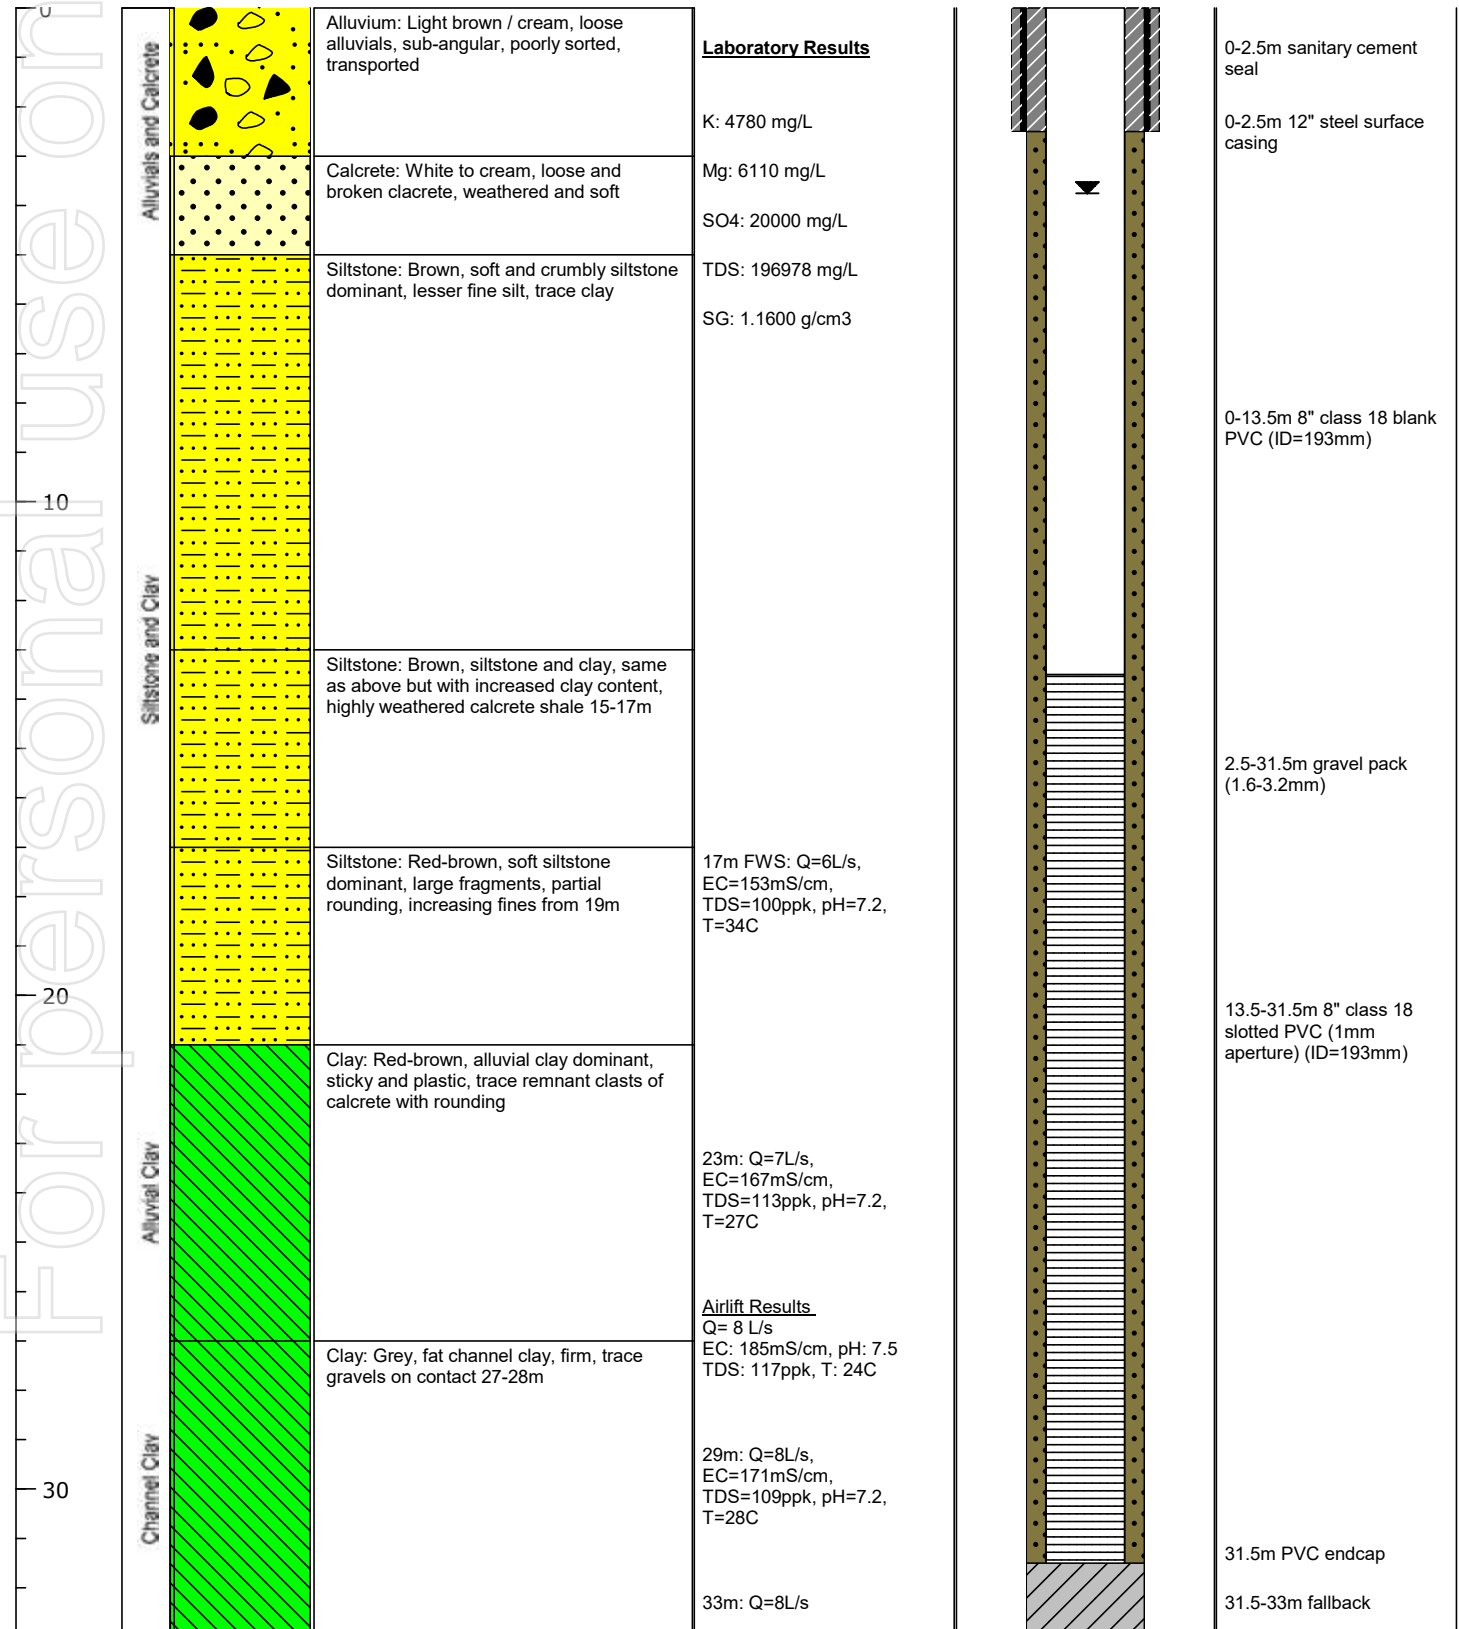 For personal use on
0
10
20
30
Alluvials and Calcrete
Siltstone and Clay
Alluvial Clay
Channel Clay
Alluvium: Light brown / cream, loose
alluvials, sub-angular, poorly sorted,
transported
Calcrete: White to cream, loose and
broken clacrete, weathered and soft
Siltstone: Brown, soft and crumbly siltstone
dominant, lesser fine silt, trace clay
Siltstone: Brown, siltstone and clay, same
as above but with increased clay content,
highly weathered calcrete shale 15-17m
Siltstone: Red-brown, soft siltstone
dominant, large fragments, partial
rounding, increasing fines from 19m
Clay: Red-brown, alluvial clay dominant,
sticky and plastic, trace remnant clasts of
calcrete with rounding
Clay: Grey, fat channel clay, firm, trace
gravels on contact 27-28m
Laboratory Results
K: 4780 mg/L
Mg: 6110 mg/L
SO4: 20000 mg/L
TDS: 196978 mg/L
SG: 1.1600 g/cm3
17m FWS: Q=6L/s,
EC=153mS/cm,
TDS=100ppk, pH=7.2,
T=34C
23m: Q=7L/s,
EC=167mS/cm,
TDS=113ppk, pH=7.2,
T=27C
Airlift Results
Q= 8 L/s
EC: 185mS/cm, pH: 7.5
TDS: 117ppk, T: 24C
29m: Q=8L/s,
EC=171mS/cm,
TDS=109ppk, pH=7.2,
T=28C
33m: Q=8L/s
0-2.5m sanitary cement
seal
0-2.5m 12" steel surface
casing
0-13.5m 8" class 18 blank
PVC (ID=193mm)
2.5-31.5m gravel pack
(1.6-3.2mm)
13.5-31.5m 8" class 18
slotted PVC (1mm
aperture) (ID=193mm)
31.5m PVC endcap
31.5-33m fallback